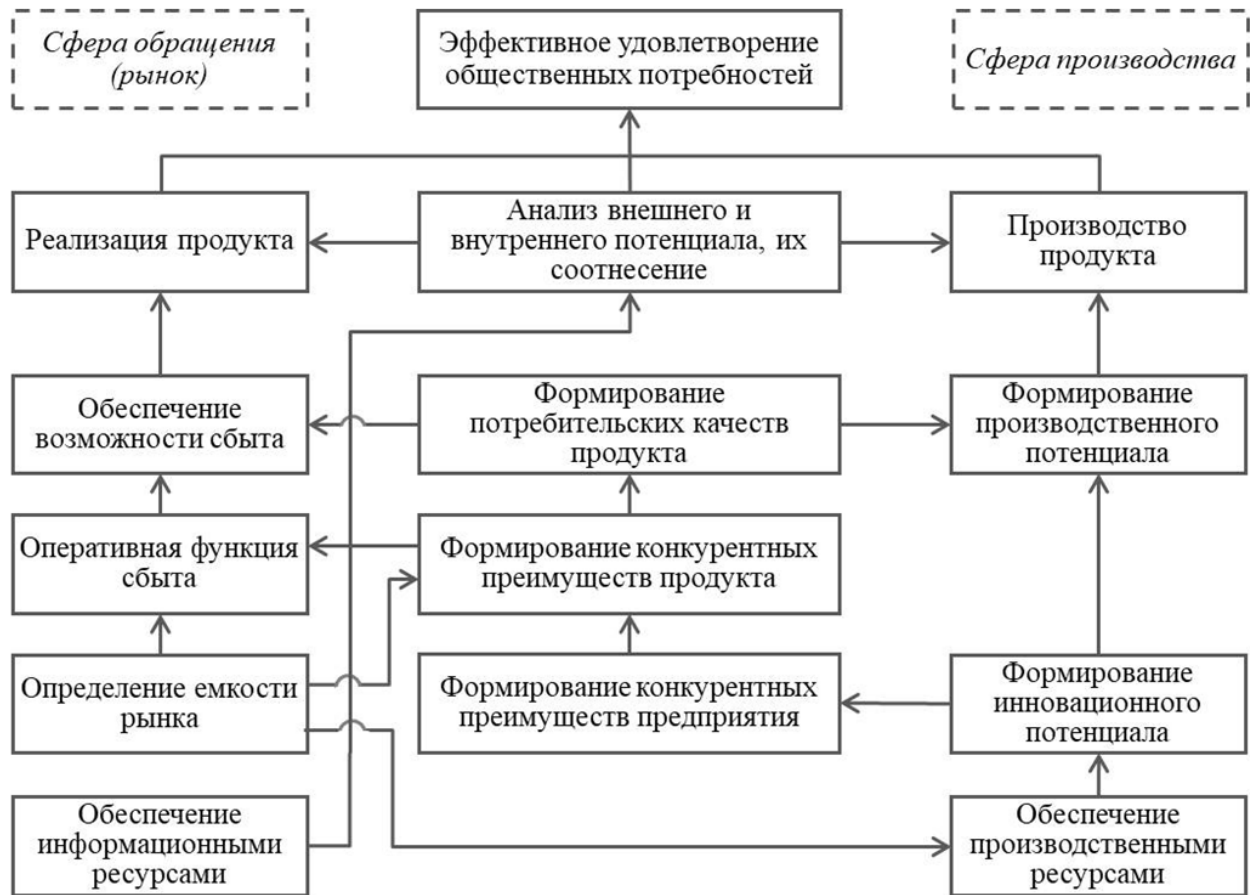 Сфера обращения
(рынок)
Эффективное удовлетворение
общественных потребностей
Сфера производства
Реализация продукта
Анализ внешнего и
внутреннего потенциала, их
соотнесение
Производство
продукта
Обеспечение
возможности сбыта
Формирование
потребительских качеств
продукта
Формирование
производственного
потенциала
Оперативная функция
сбыта
Формирование конкурентных
преимуществ продукта
Определение емкости
рынка
Формирование конкурентных
преимуществ предприятия
Формирование
инновационного
потенциала
Обеспечение
информационными
ресурсами
Обеспечение
производственными
ресурсами